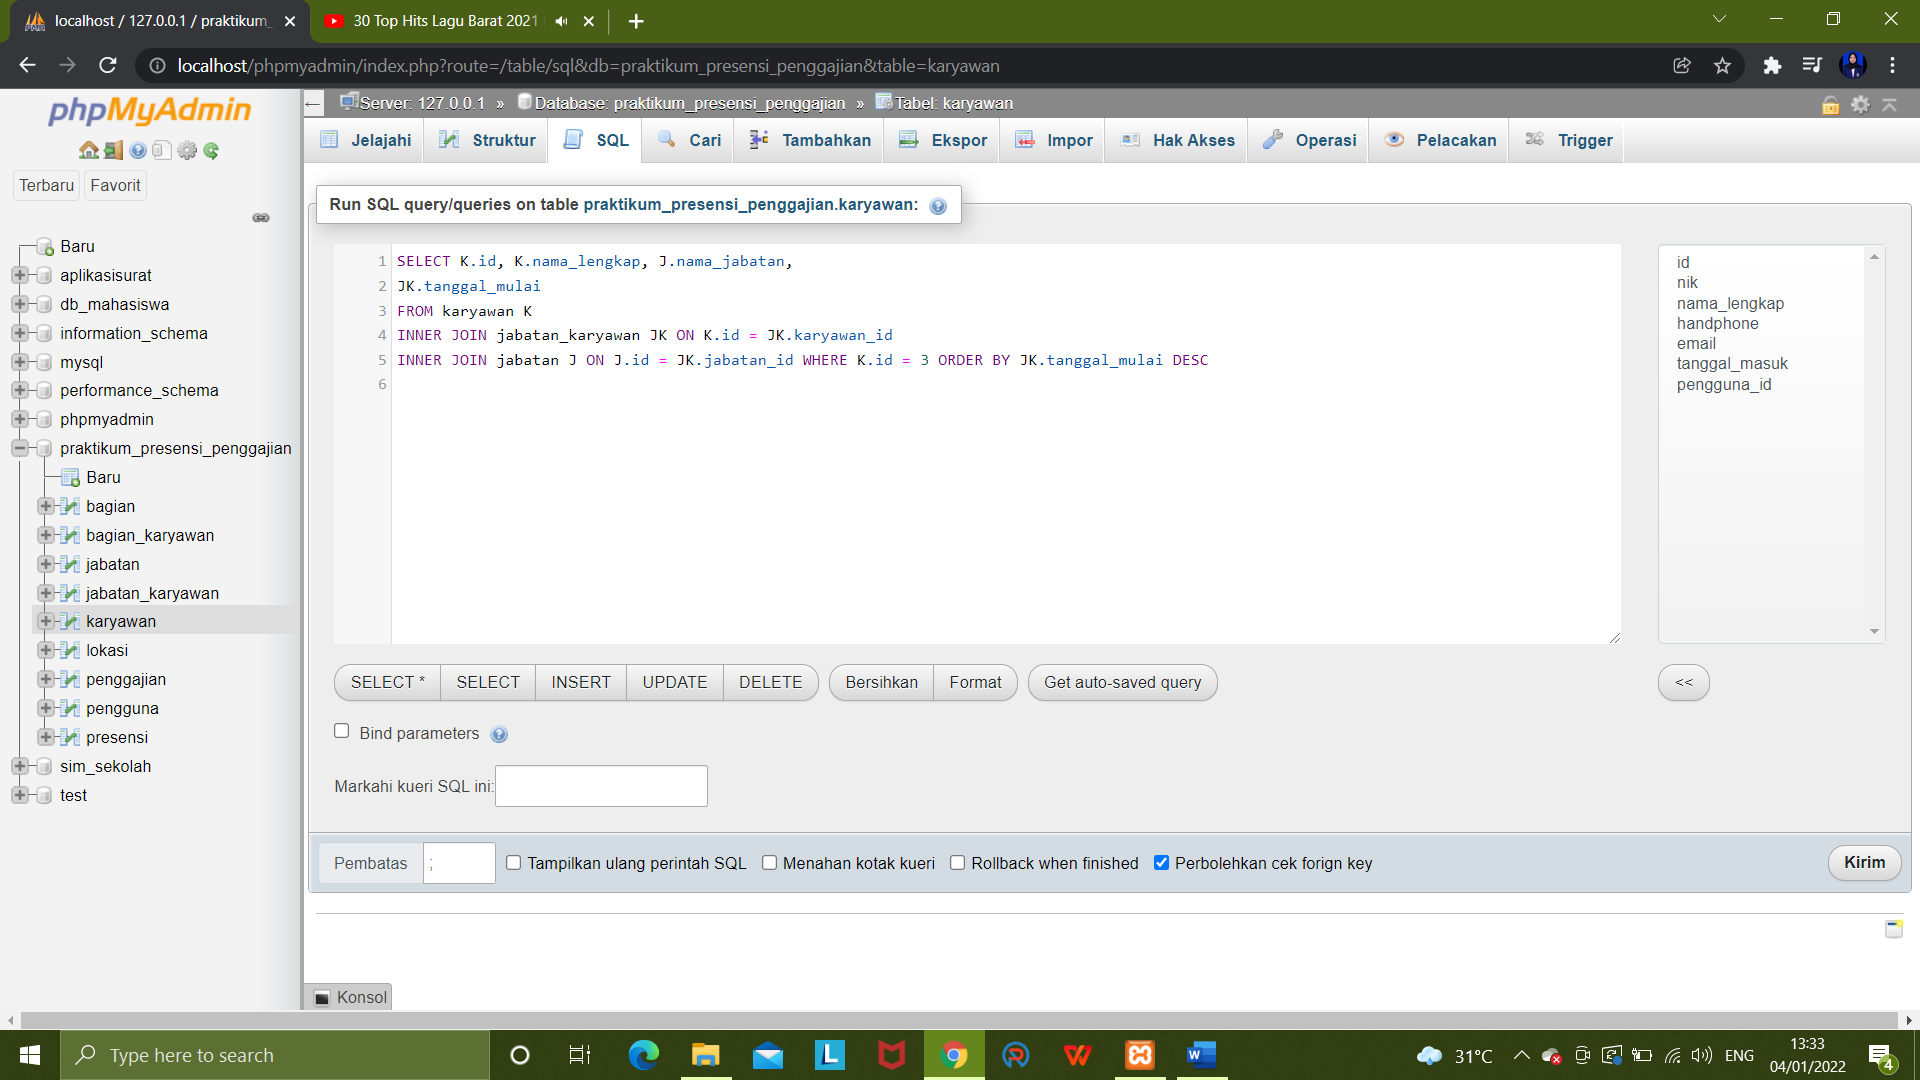 localhost / 127.0.0.1 / praktikum_
30 Top Hits Lagu Barat 2021
localhost/phpmyadmin/index.php?route=/table/sql&db=praktikum_presensi_penggajian&table=karyawan
phpMyAdmin
Terbaru
Favorit
Baru
aplikasisurat
db_mahasiswa
information_schema
mysql
performance_schema
phpmyadmin
praktikum_presensi_penggajian
Baru
bagian
bagian_karyawan
jabatan
jabatan_karyawan
karyawan
lokasi
penggajian
pengguna
presensi
sim_sekolah
test
Server: 127.0.0.1 » Database: praktikum_presensi_penggajian » Tabel: karyawan
Jelajahi
Struktur
SQL
Cari
Tambahkan
Ekspor
Impor
Hak Akses
Operasi
Pelacakan
Trigger
Run SQL query/queries on table praktikum_presensi_penggajian.karyawan:
1 SELECT K.id, K.nama_lengkap, J.nama_jabatan,
2 JK.tanggal_mulai
3 FROM karyawan K
4 INNER JOIN jabatan_karyawan JK ON K.id = JK.karyawan_id
5 INNER JOIN jabatan J ON J.id = JK.jabatan_id WHERE K.id = 3 ORDER BY JK.tanggal_mulai DESC
6
id
nik
nama_lengkap
handphone
email
tanggal_masuk
pengguna_id
SELECT *
SELECT
INSERT
UPDATE
DELETE
Bersihkan
Format
Get auto-saved query
<<
Bind parameters
Markahi kueri SQL ini:
Pembatas
;
Tampilkan ulang perintah SQL
Menahan kotak kueri
Rollback when finished
Perbolehkan cek forign key
Kirim
Konsol
Type here to search
31°C
ENG
13:33
04/01/2022
4